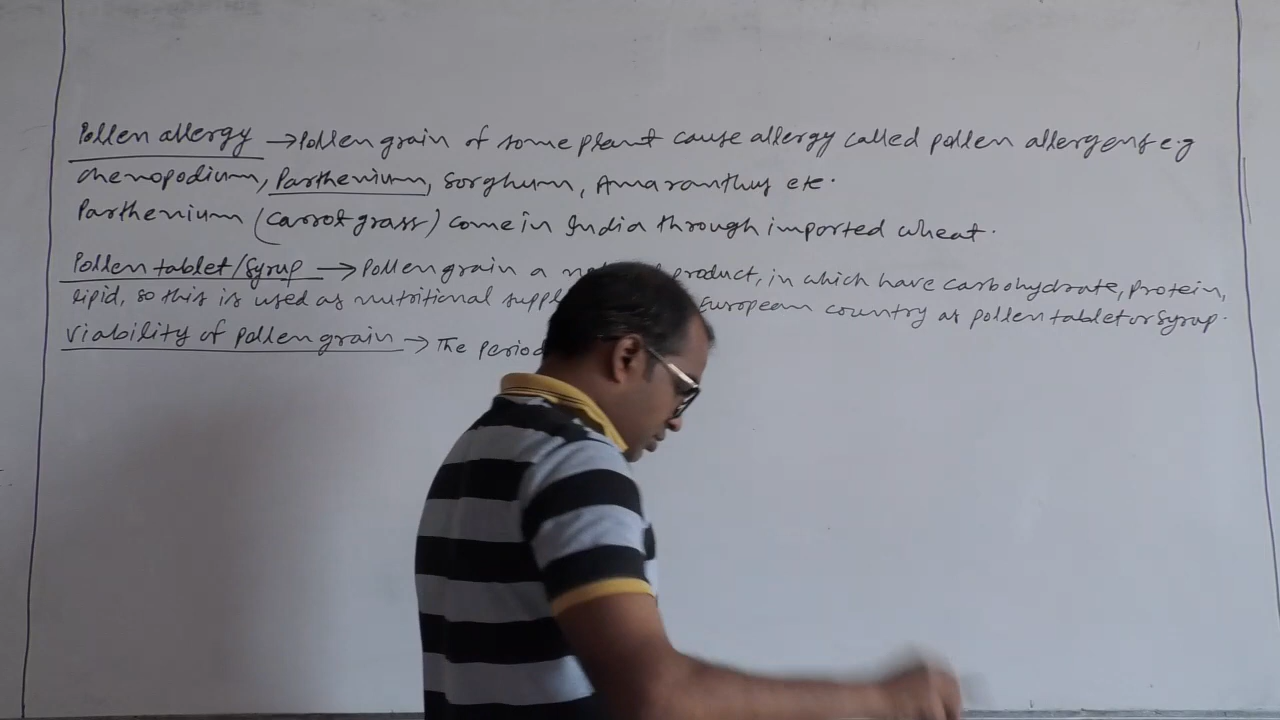 Pollen allergy → Pollen grain of some plant cause allergy called pollen allergens e.g
chenopodium, Parthenium, Sorghum, Amaranthus etc.
Parthenium (carrot grass) come in India through imported wheat.
Pollen tablet/Syrup → Pollen grain a product, in which have carbohydrate, protein,
lipid, so this is used as nutritional European country as pollen tablet or syrup.
viability of pollen grain → The